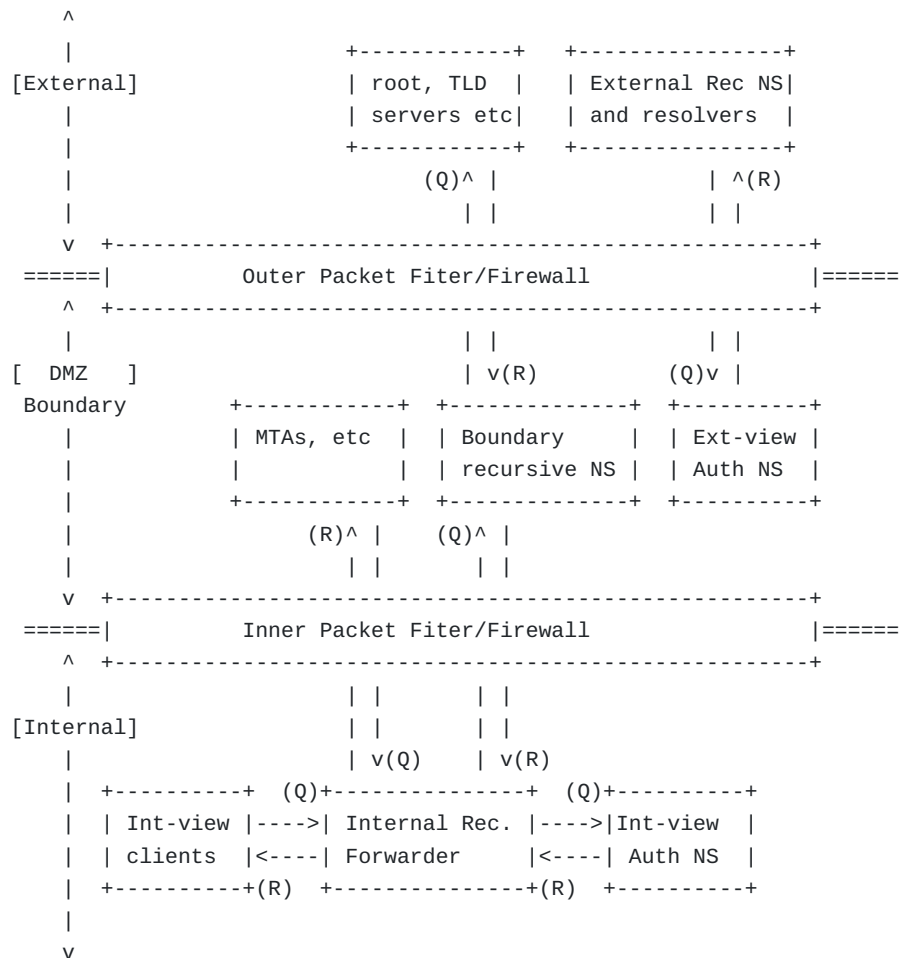 ^
| +------------+ +----------------+
[External] | root, TLD | | External Rec NS|
| | servers etc| | and resolvers |
| +------------+ +----------------+
| (Q)^ | | ^(R)
| | | | |
v +------------------------------------------------------+
======| Outer Packet Fiter/Firewall |======
^ +------------------------------------------------------+
| | | | |
[ DMZ ] | v(R) (Q)v |
Boundary +------------+ +--------------+ +----------+
| | MTAs, etc | | Boundary | | Ext-view |
| | | | recursive NS | | Auth NS |
| +------------+ +--------------+ +----------+
| (R)^ | (Q)^ |
| | | | |
v +------------------------------------------------------+
======| Inner Packet Fiter/Firewall |======
^ +------------------------------------------------------+
| | | | |
[Internal] | | | |
| | v(Q) | v(R)
| +----------+ (Q)+---------------+ (Q)+----------+
| | Int-view |---->| Internal Rec. |---->|Int-view |
| | clients |<----| Forwarder |<----| Auth NS |
| +----------+(R) +---------------+(R) +----------+
|
v